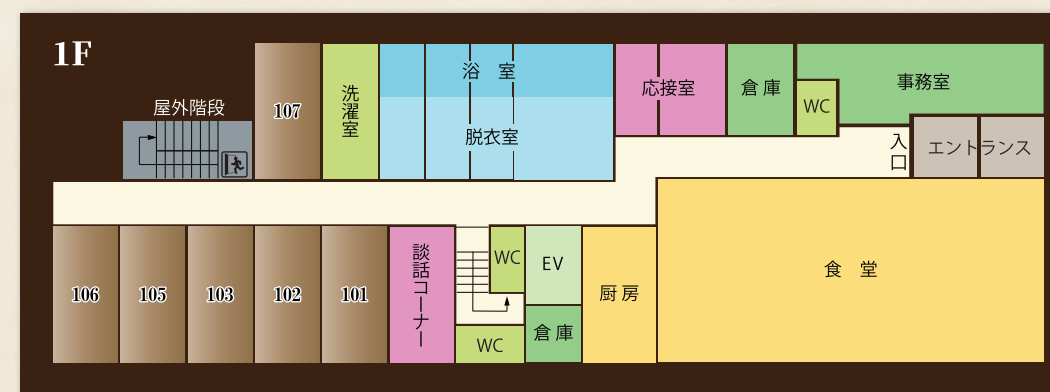 1F
屋外階段
107
洗濯室
浴 室
脱衣室
応接室
倉庫
WC
事務室
入口
エントランス
106
105
103
102
101
談話コーナー
WC
WC
EV
倉庫
厨房
食 堂